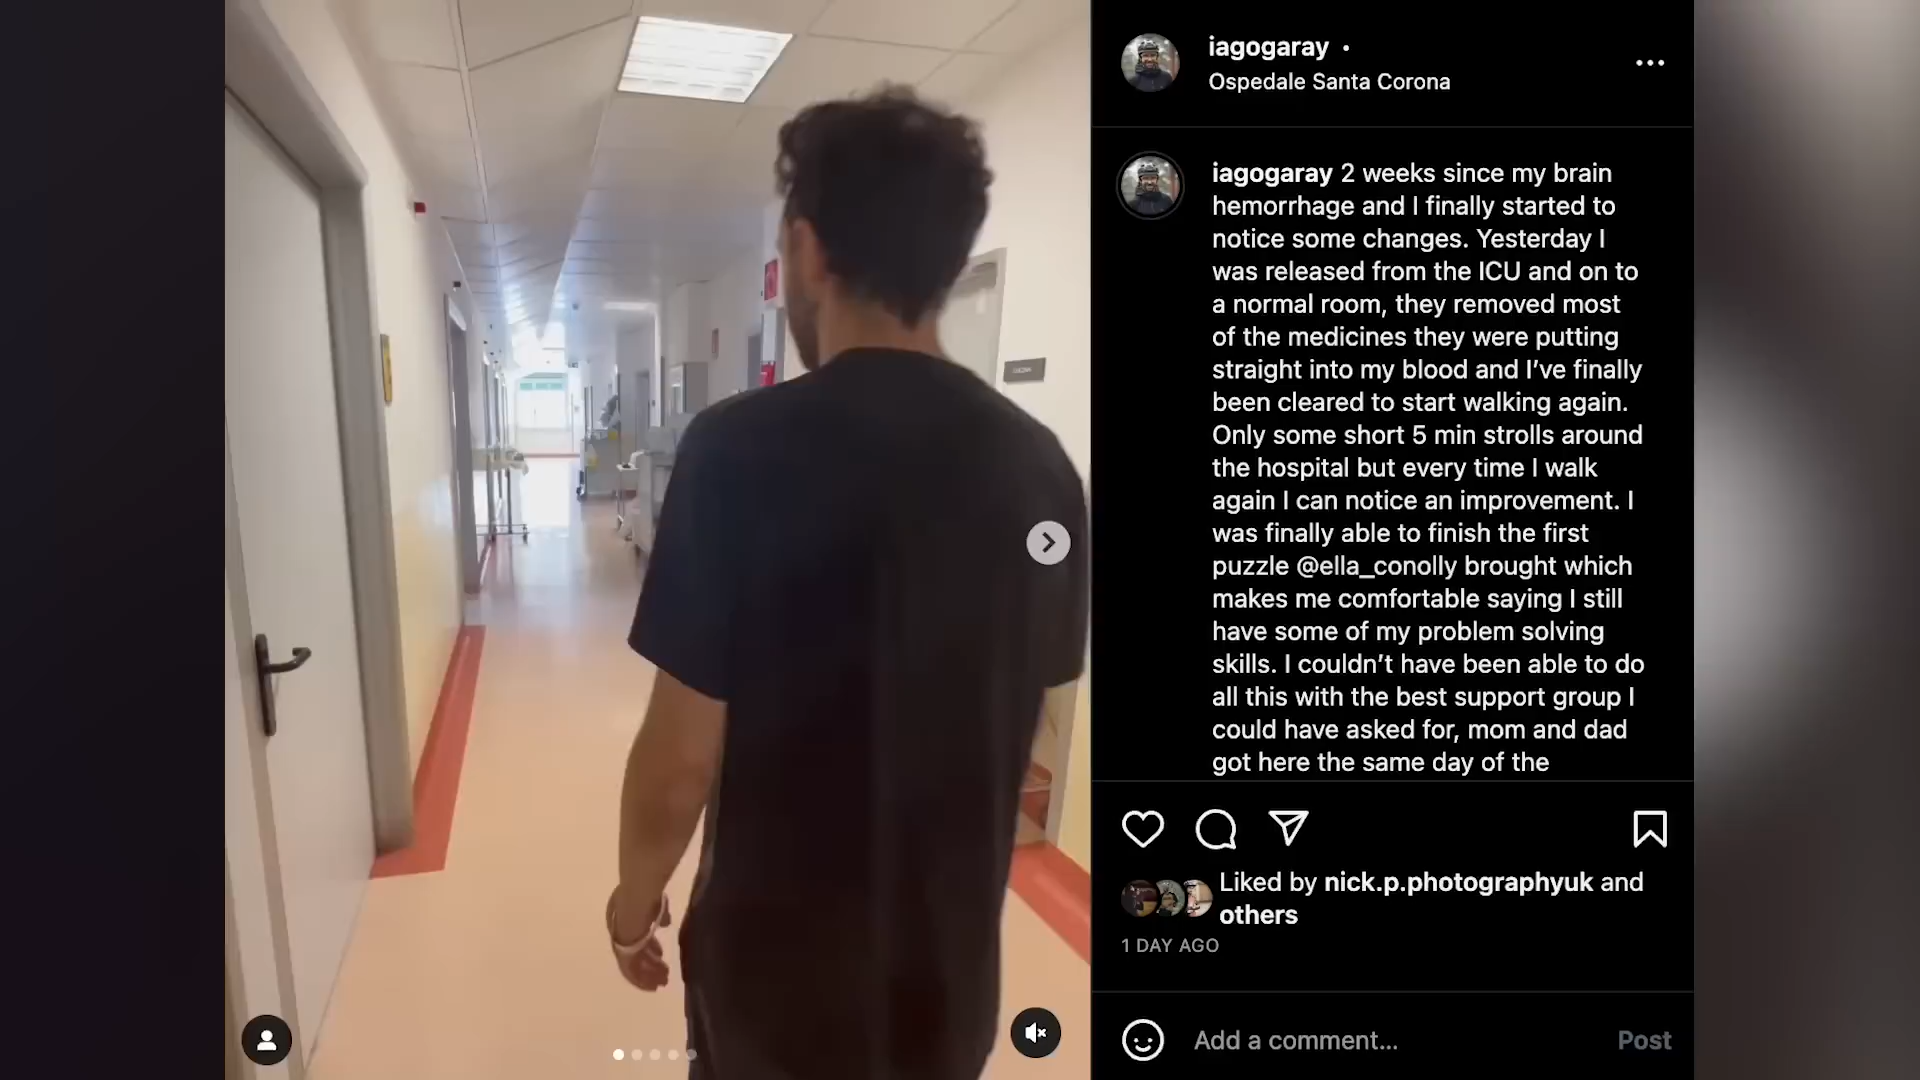 iagogaray •
Ospedale Santa Corona
iagogaray 2 weeks since my brain
hemorrhage and I finally started to
notice some changes. Yesterday I
was released from the ICU and on to
a normal room, they removed most
of the medicines they were putting
straight into my blood and I’ve finally
been cleared to start walking again.
Only some short 5 min strolls around
the hospital but every time I walk
again I can notice an improvement. I
was finally able to finish the first
puzzle @ella_conolly brought which
makes me comfortable saying I still
have some of my problem solving
skills. I couldn’t have been able to do
all this with the best support group I
could have asked for, mom and dad
got here the same day of the
Liked by nick.p.photographyuk and
others
1 DAY AGO
Add a comment...
Post